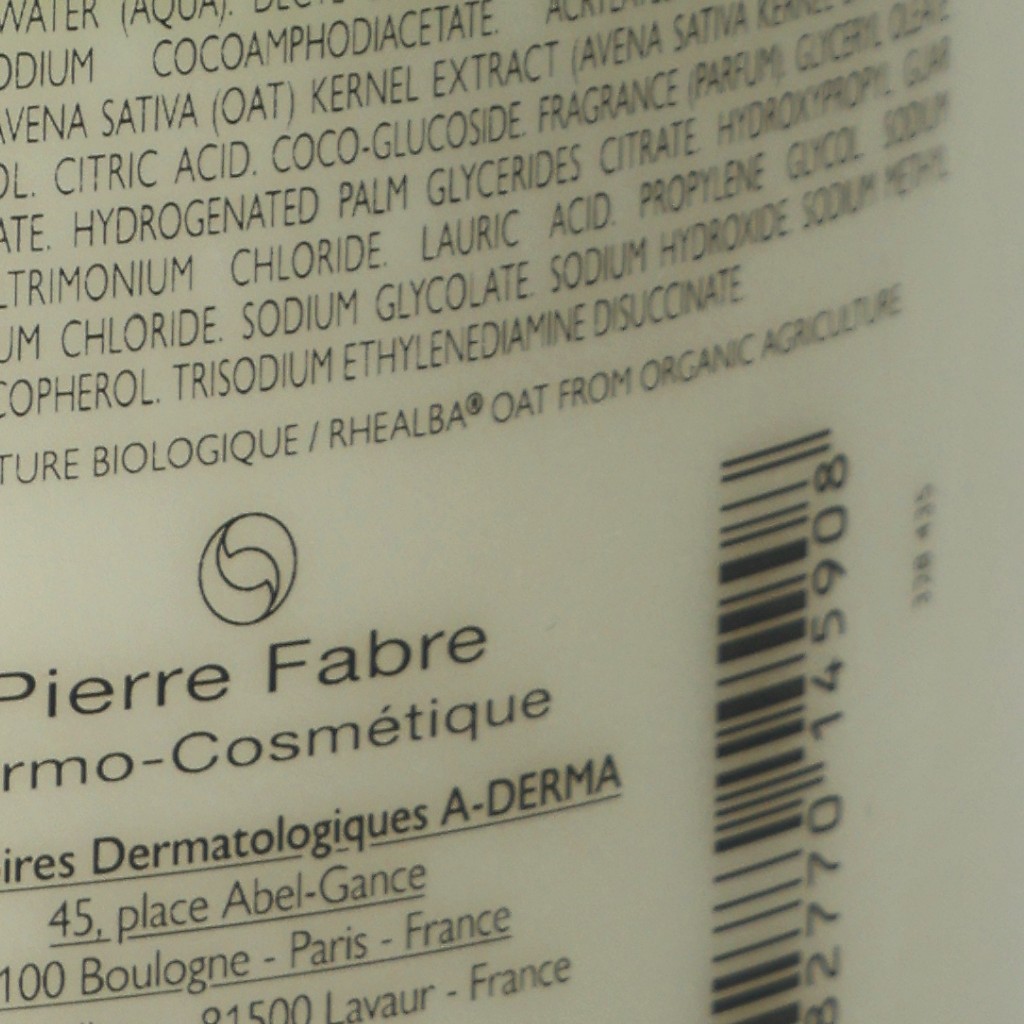 WATER (AQUA).
ODIUM COCOAMPHODIACETATE.
AVENA SATIVA (OAT) KERNEL EXTRACT (AVENA SATIVA KERNEL
OL. CITRIC ACID. COCO-GLUCOSIDE. FRAGRANCE (PARFUM). GLYCERYL OLEATE
ATE. HYDROGENATED PALM GLYCERIDES CITRATE. HYDROXYPROPYL GUAR
LTRIMONIUM CHLORIDE. LAURIC ACID. PROPYLENE GLYCOL. SODIUM
UM CHLORIDE. SODIUM GLYCOLATE. SODIUM HYDROXIDE. SODIUM METHYL
COPHEROL. TRISODIUM ETHYLENEDIAMINE DISUCCINATE.
TURE BIOLOGIQUE / RHEALBA® OAT FROM ORGANIC AGRICULTURE
Pierre Fabre
rmo-Cosmétique
ires Dermatologiques A-DERMA
45, place Abel-Gance
100 Boulogne - Paris - France
81500 Lavaur - France
82770 145908